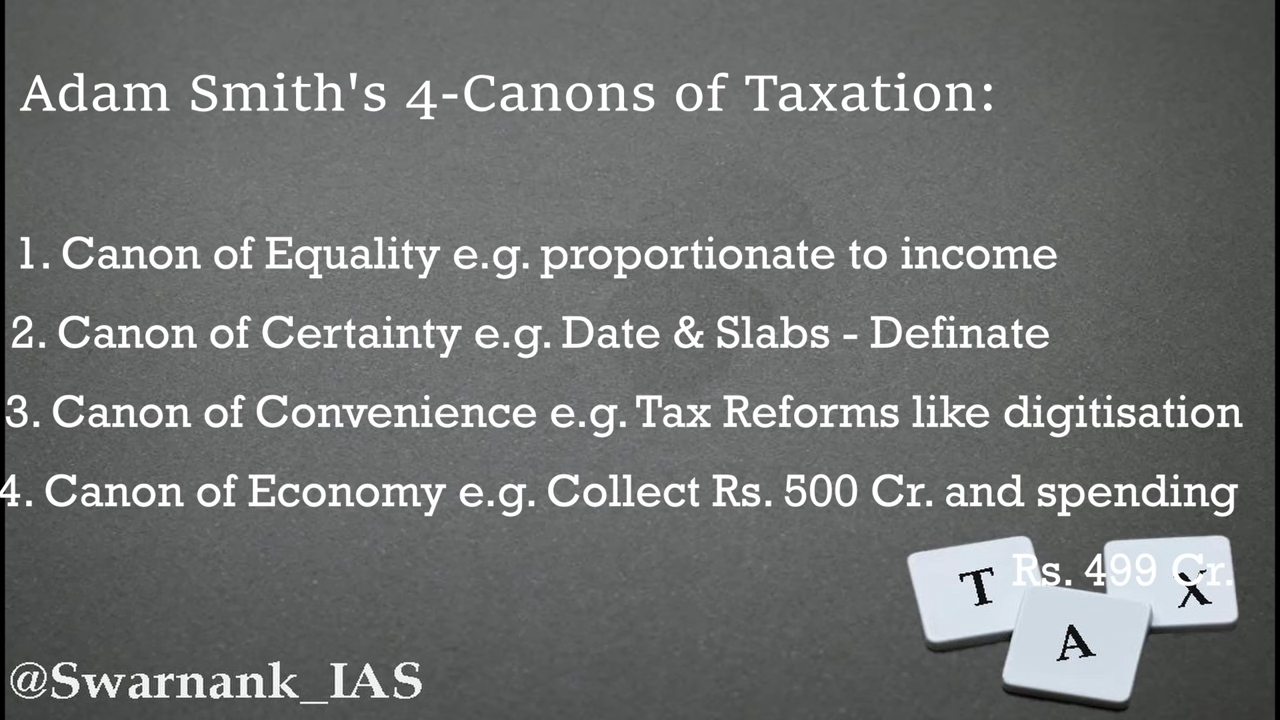 Adam Smith's 4-Canons of Taxation:
1. Canon of Equality e.g. proportionate to income
2. Canon of Certainty e.g. Date & Slabs - Definate
3. Canon of Convenience e.g. Tax Reforms like digitisation
4. Canon of Economy e.g. Collect Rs. 500 Cr. and spending
Rs. 499 Cr.
T A X
@Swarnank_IAS